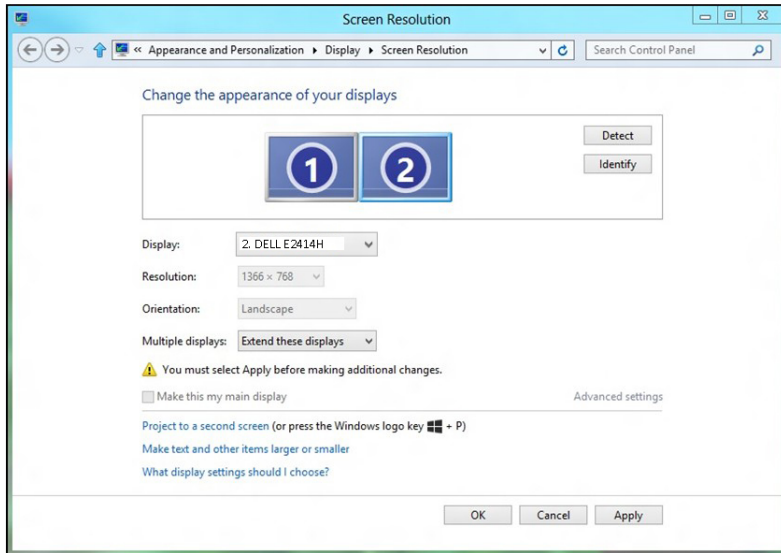 Screen Resolution
« Appearance and Personalization ▸ Display ▸ Screen Resolution
Search Control Panel
Change the appearance of your displays
1 2
Detect
Identify
Display: 2. DELL E2414H
Resolution: 1366 × 768
Orientation: Landscape
Multiple displays: Extend these displays
You must select Apply before making additional changes.
Make this my main display Advanced settings
Project to a second screen (or press the Windows logo key + P)
Make text and other items larger or smaller
What display settings should I choose?
OK Cancel Apply